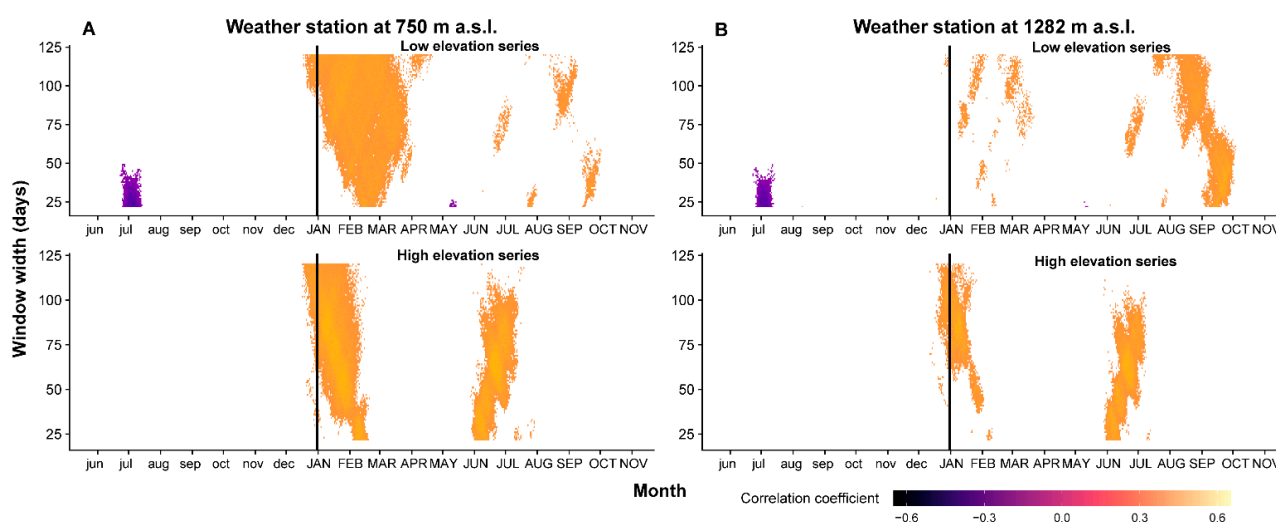 A Weather station at 750 m a.s.l.
B Weather station at 1282 m a.s.l.
Low elevation series
Low elevation series
125
100
75
50
25
jun jul aug sep oct nov dec JAN FEB MAR APR MAY JUN JUL AUG SEP OCT NOV
125
100
75
50
25
jun jul aug sep oct nov dec JAN FEB MAR APR MAY JUN JUL AUG SEP OCT NOV
Window width (days)
High elevation series
High elevation series
125
100
75
50
25
jun jul aug sep oct nov dec JAN FEB MAR APR MAY JUN JUL AUG SEP OCT NOV
125
100
75
50
25
jun jul aug sep oct nov dec JAN FEB MAR APR MAY JUN JUL AUG SEP OCT NOV
Month
Correlation coefficient
−0.6 −0.3 0.0 0.3 0.6